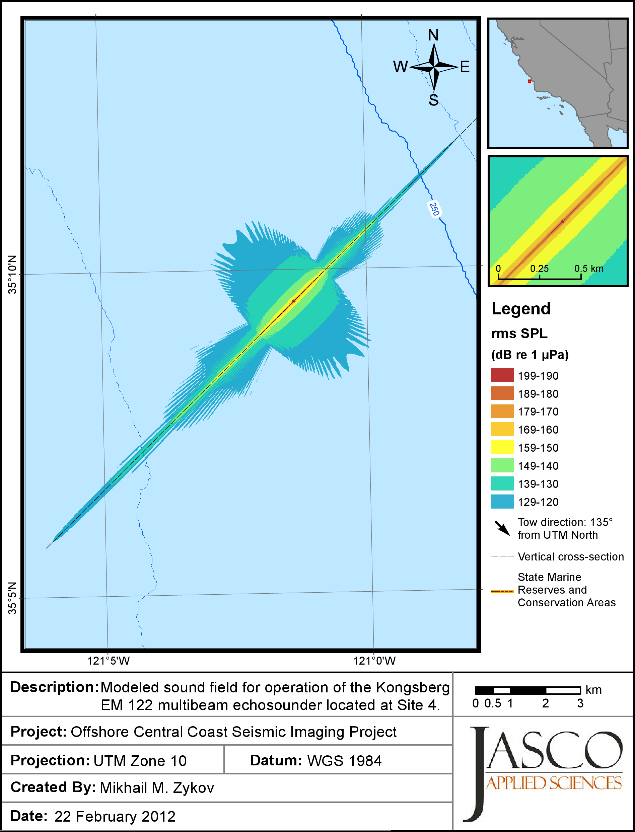 N
W E
S
250
35°10'N
35°5'N
121°5'W
121°0'W
0 0.25 0.5 km
Legend
rms SPL
(dB re 1 µPa)
199-190
189-180
179-170
169-160
159-150
149-140
139-130
129-120
Tow direction: 135°
from UTM North
Vertical cross-section
State Marine
Reserves and
Conservation Areas
Description: Modeled sound field for operation of the Kongsberg
EM 122 multibeam echosounder located at Site 4.
Project: Offshore Central Coast Seismic Imaging Project
Projection: UTM Zone 10
Datum: WGS 1984
Created By: Mikhail M. Zykov
Date: 22 February 2012
km
0 0.5 1 2 3
JASCO
APPLIED SCIENCES